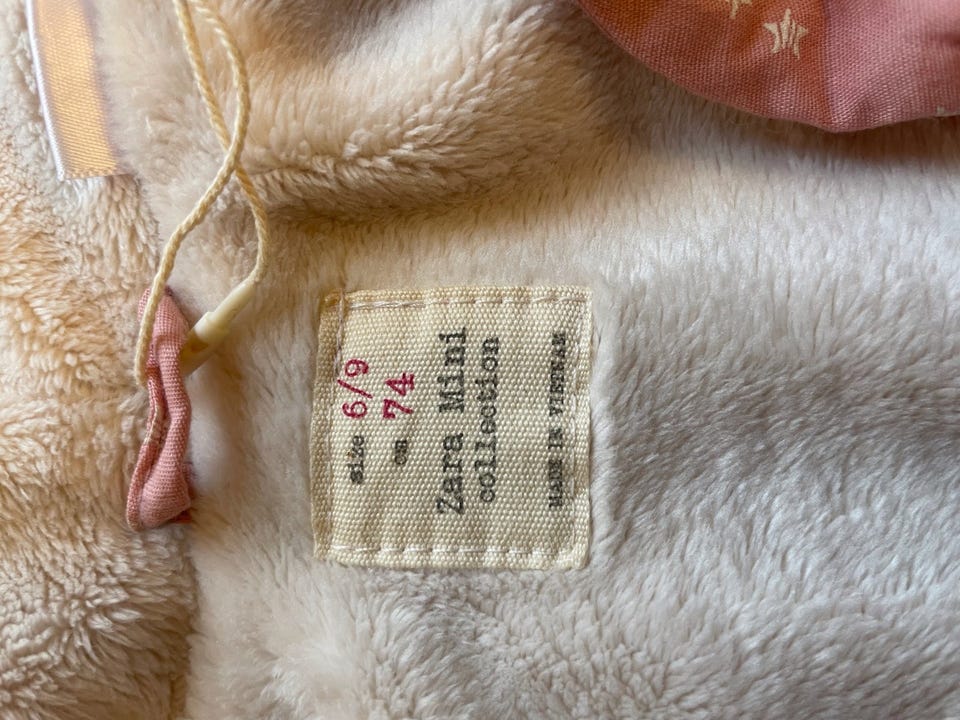 size 6/9
cm 74
Zara Mini
collection
MADE IN VIETNAM